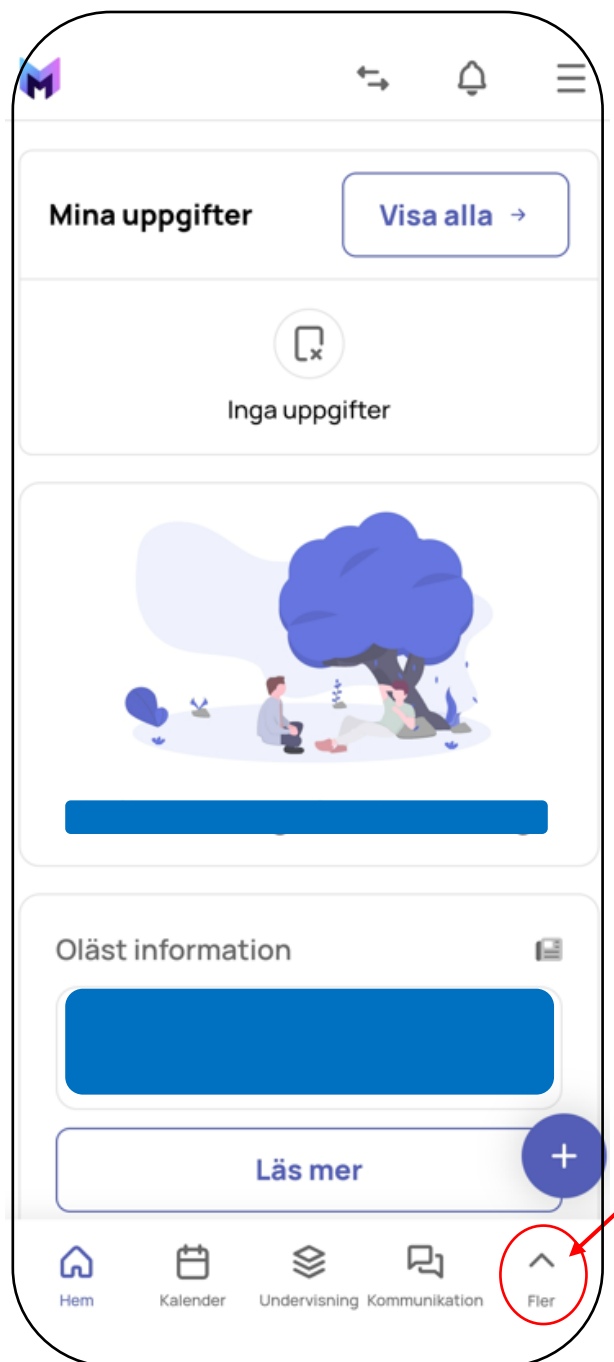 Mina uppgifter
Visa alla →
Inga uppgifter
Oläst information
Läs mer
Hem
Kalender
Undervisning
Kommunikation
Fler